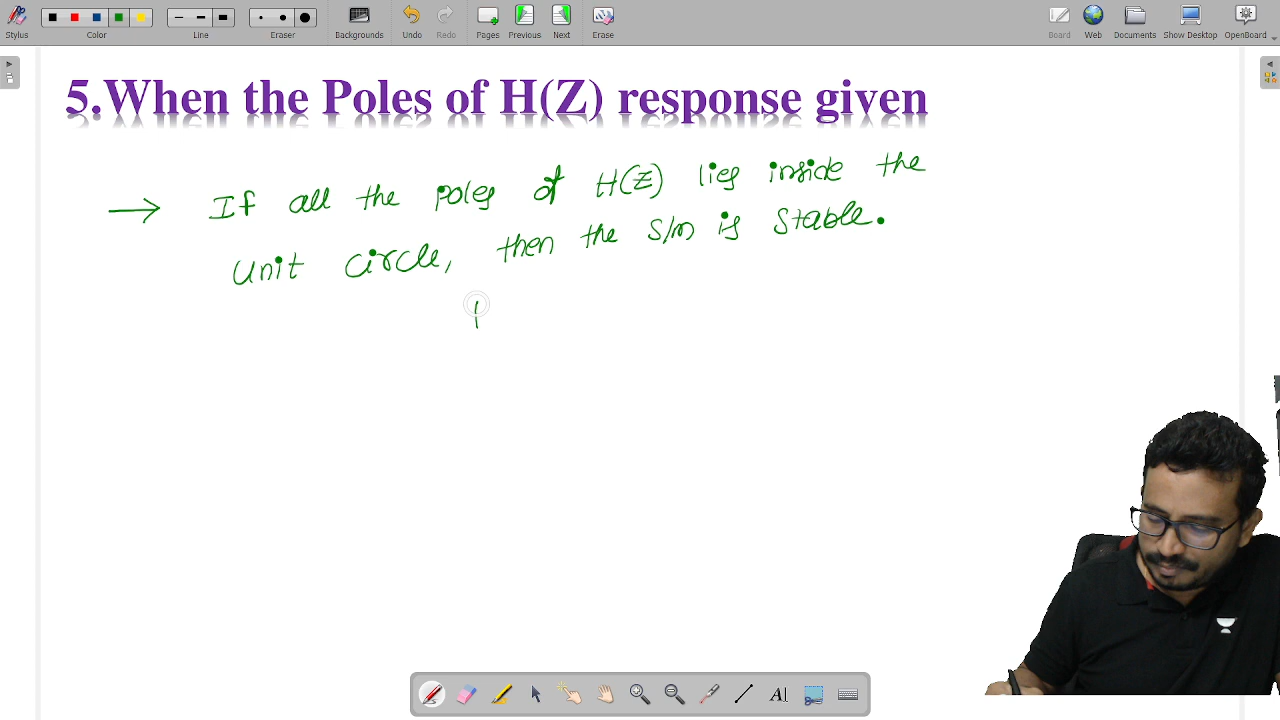 Stylus
Color
Line
Eraser
Backgrounds
Undo
Redo
Pages
Previous
Next
Erase
Board
Web
Documents
Show Desktop
OpenBoard
5.When the Poles of H(Z) response given
→ If all the poles of H(Z) lies inside the
unit circle, then the S/m is stable.
AI